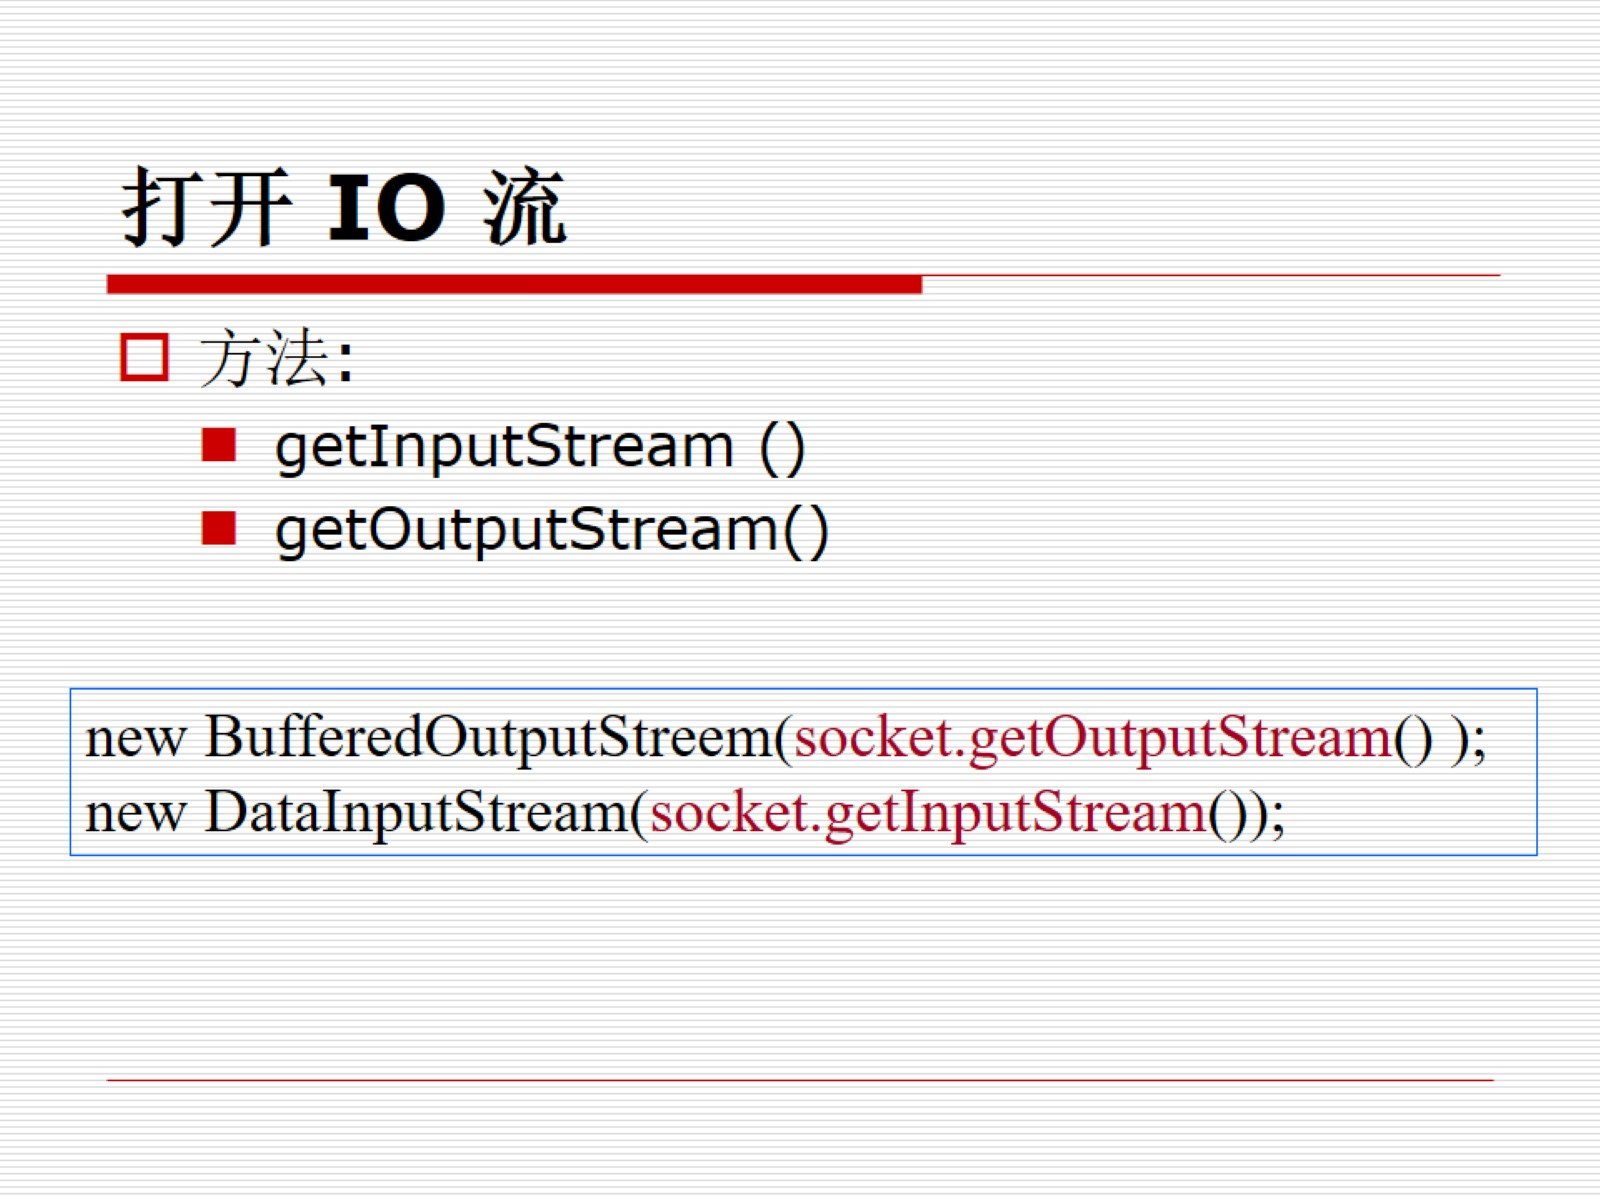 打开 IO 流
方法:
getInputStream ()
getOutputStream()
new BufferedOutputStreem(socket.getOutputStream() );
new DataInputStream(socket.getInputStream());